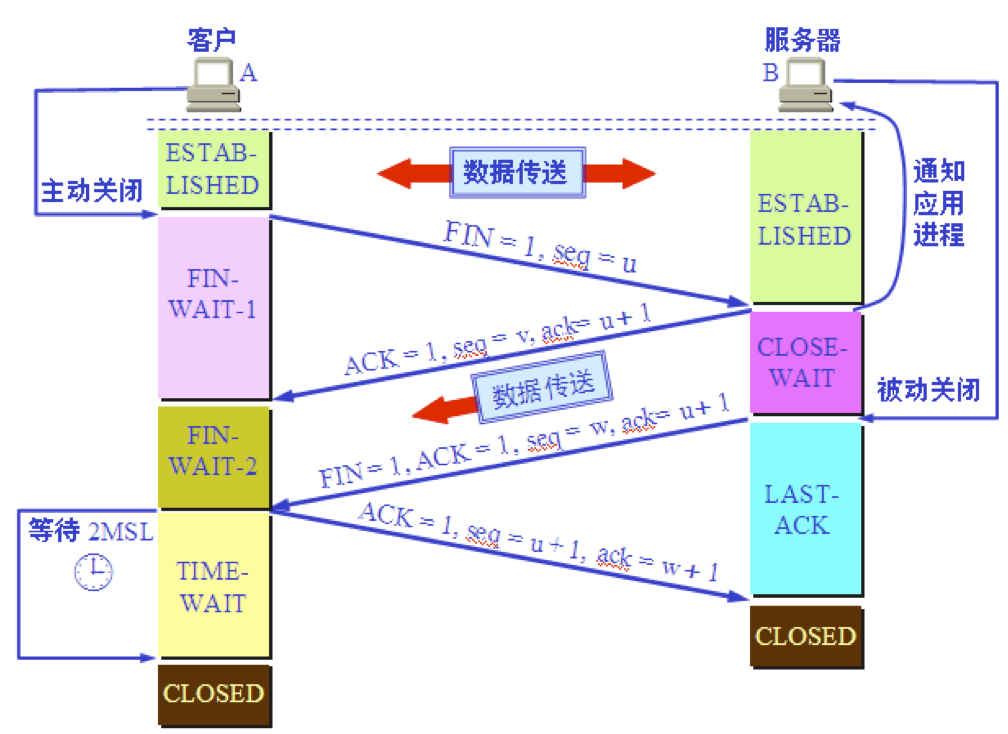 客户
服务器
A
B
ESTAB-
LISHED
数据传送
主动关闭
ESTAB-
LISHED
通知
应用
进程
FIN = 1, seq = u
FIN-
WAIT-1
ACK = 1, seq = v, ack= u + 1
CLOSE-
WAIT
数据传送
被动关闭
FIN-
WAIT-2
FIN = 1, ACK = 1, seq = w, ack= u + 1
LAST-
ACK
等待 2MSL
ACK = 1, seq = u + 1, ack = w + 1
TIME-
WAIT
CLOSED
CLOSED